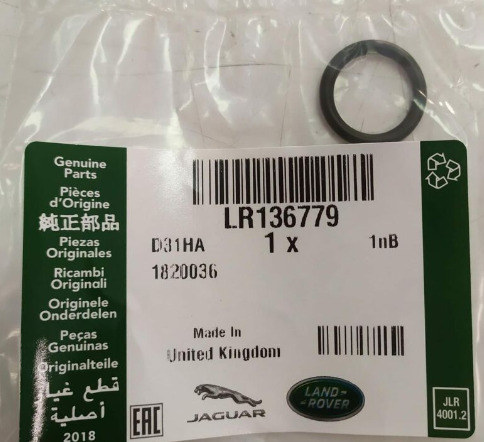 Genuine
Parts
Pièces
d'Origine
純正部品
Piezas
Originales
Ricambi
Originali
Originele
Onderdelen
Peças
Genuinas
Originalteile
قطع غيار
أصلية
2018
LR136779
D31HA 1 x 1nB
1820036
Made In
United Kingdom
EAC
JAGUAR
LAND-
-ROVER
JLR
4001.2